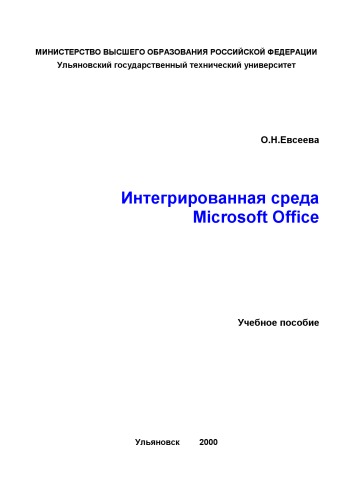 МИНИСТЕРСТВО ВЫСШЕГО ОБРАЗОВАНИЯ РОССИЙСКОЙ ФЕДЕРАЦИИ
Ульяновский государственный технический университет
О.Н.Евсеева
Интегрированная среда
Microsoft Office
Учебное пособие
Ульяновск 2000